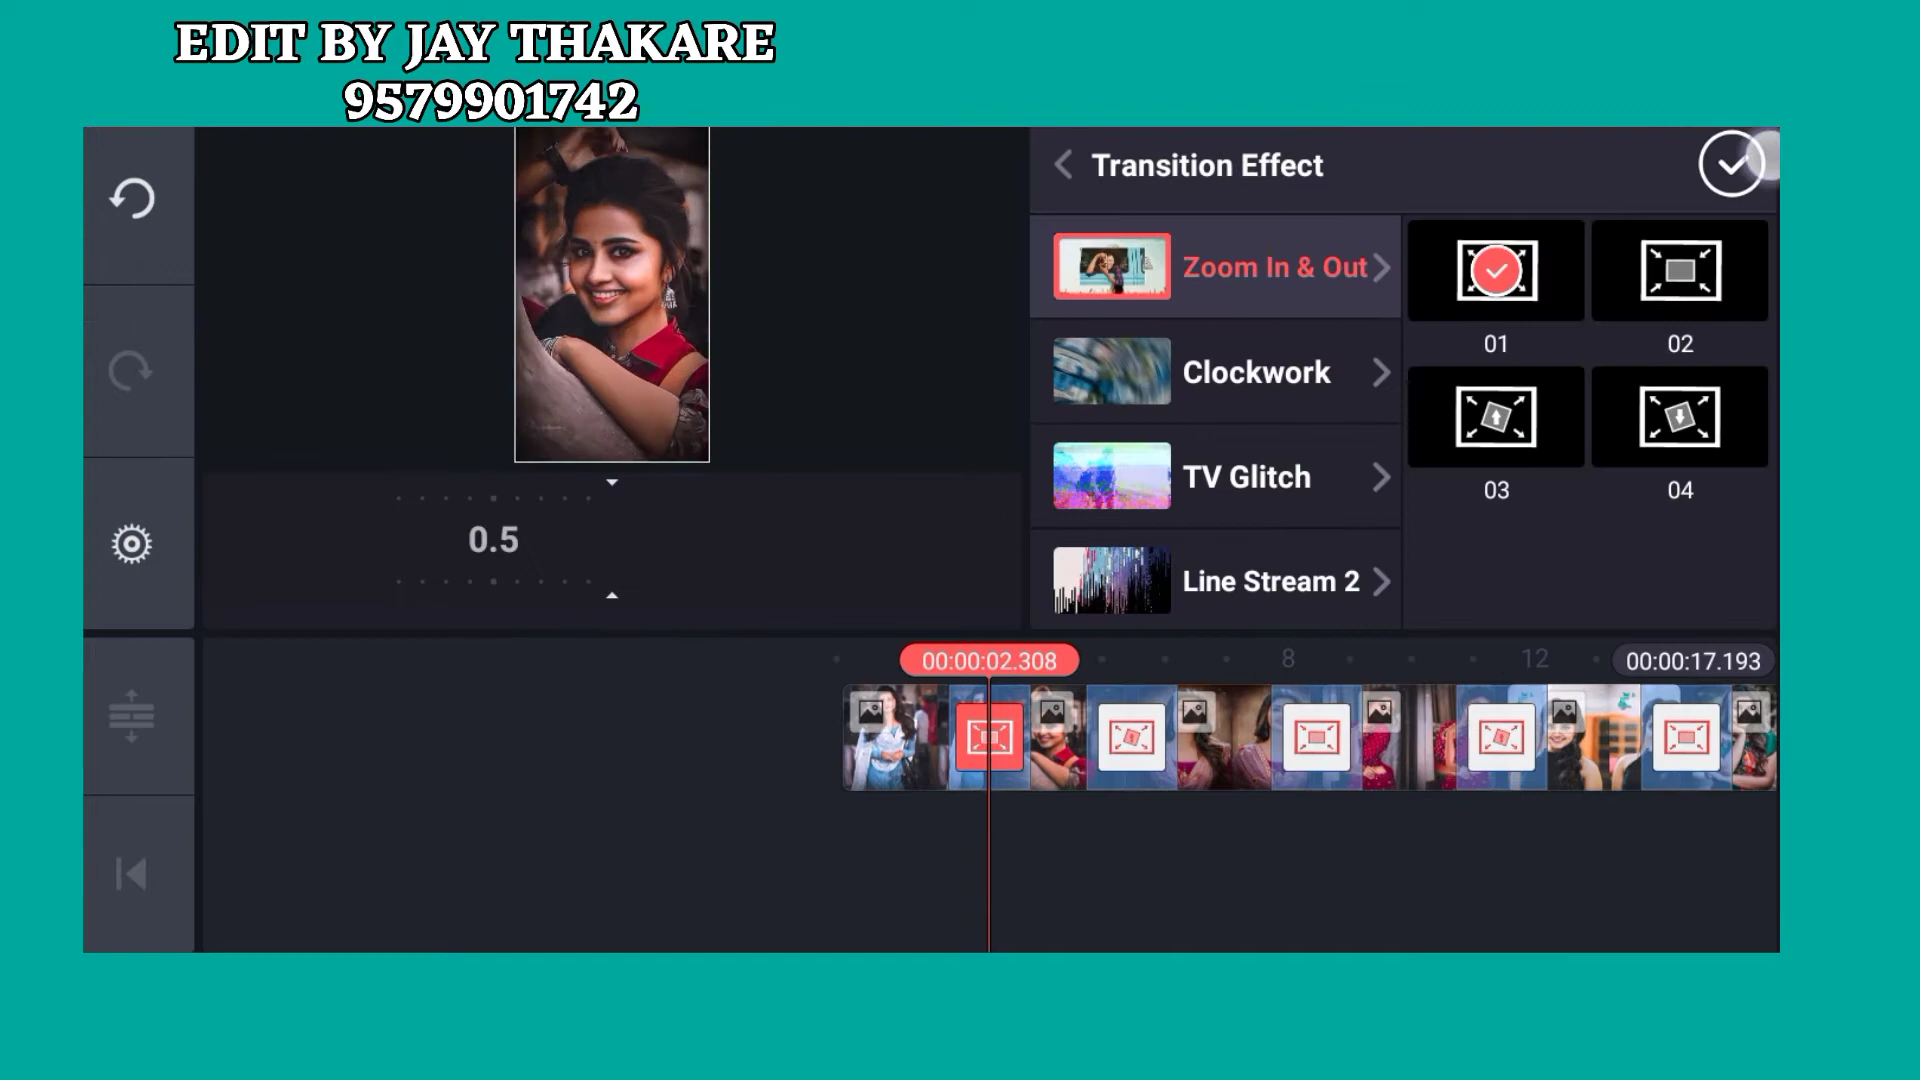 EDIT BY JAY THAKARE
9579901742
Transition Effect
Zoom In & Out
Clockwork
TV Glitch
Line Stream 2
01
02
03
04
0.5
00:00:02.308
8
12
00:00:17.193